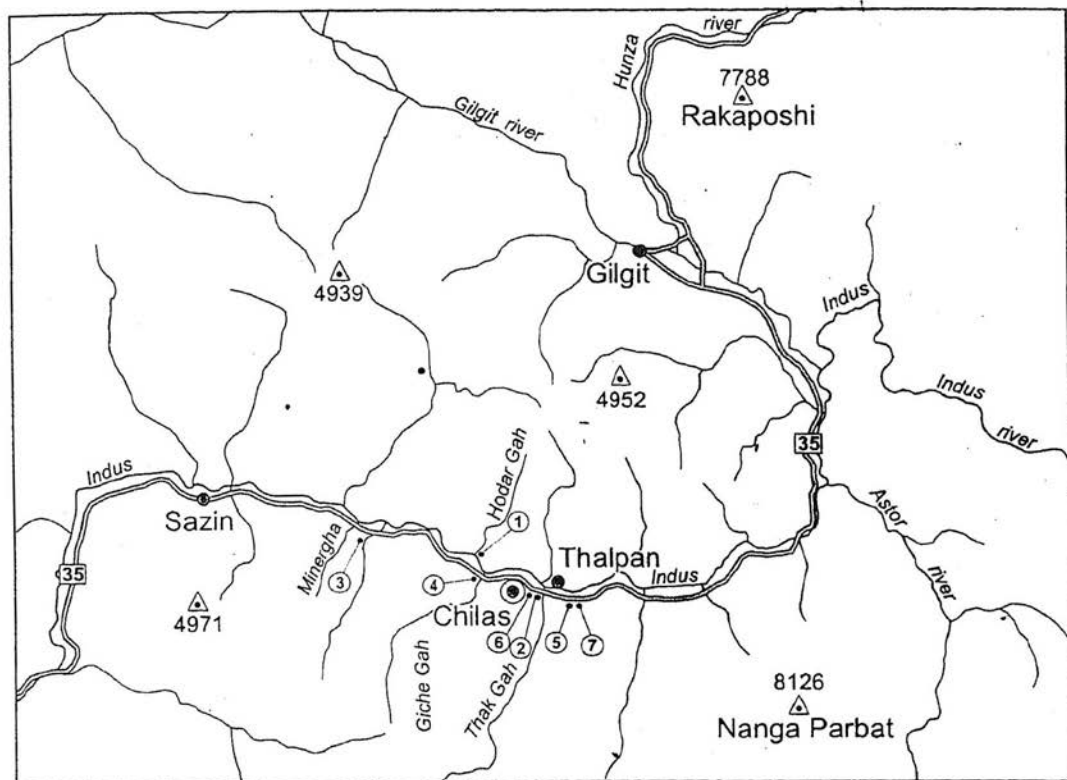 Hunza
river
7788
Rakaposhi
Gilgit river
Gilgit
4939
Indus
4952
Indus
river
35
Indus
Sazin
Hodar Gah
1
Astor
river
Minergha
3
Thalpan
Indus
35
4
Chilas
4971
6
2
5
7
Giche Gah
Thak Gah
8126
Nanga Parbat